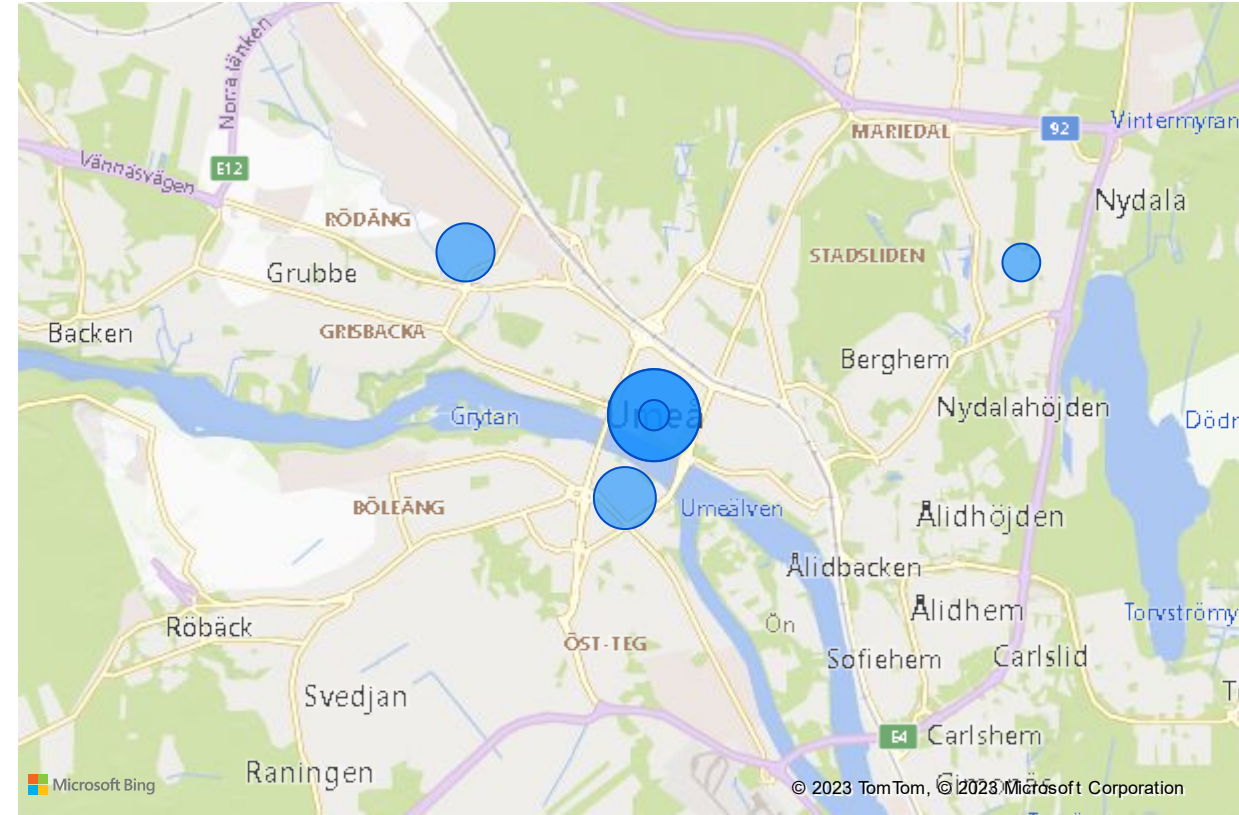 Norra länken
MARIEDAL
92
Vintermyran
Vännäsvägen
E12
Nydala
RÖDÄNG
STADSLIDEN
Grubbe
Backen
GRISBACKA
Berghem
Grytan
Umeå
Nydalahöjden
BÖLEÄNG
Umeälven
Ålidhöjden
Ålidbacken
Röbäck
Ön
Ålidhem
ÖST-TEG
Sofiehem
Carlslid
Svedjan
E4
Carlshem
Raningen
Microsoft Bing
© 2023 TomTom, © 2023 Microsoft Corporation